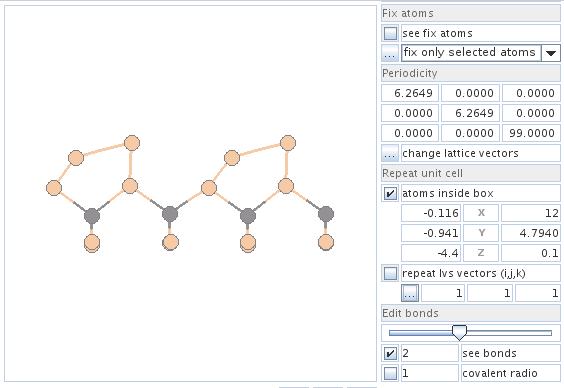 Fix atoms
see fix atoms
... fix only selected atoms
Periodicity
6.2649 0.0000 0.0000
0.0000 6.2649 0.0000
0.0000 0.0000 99.0000
... change lattice vectors
Repeat unit cell
atoms inside box
-0.116 X 12
-0.941 Y 4.7940
-4.4 Z 0.1
repeat lvs vectors (i,j,k)
... 1 1 1
Edit bonds
2 see bonds
1 covalent radio